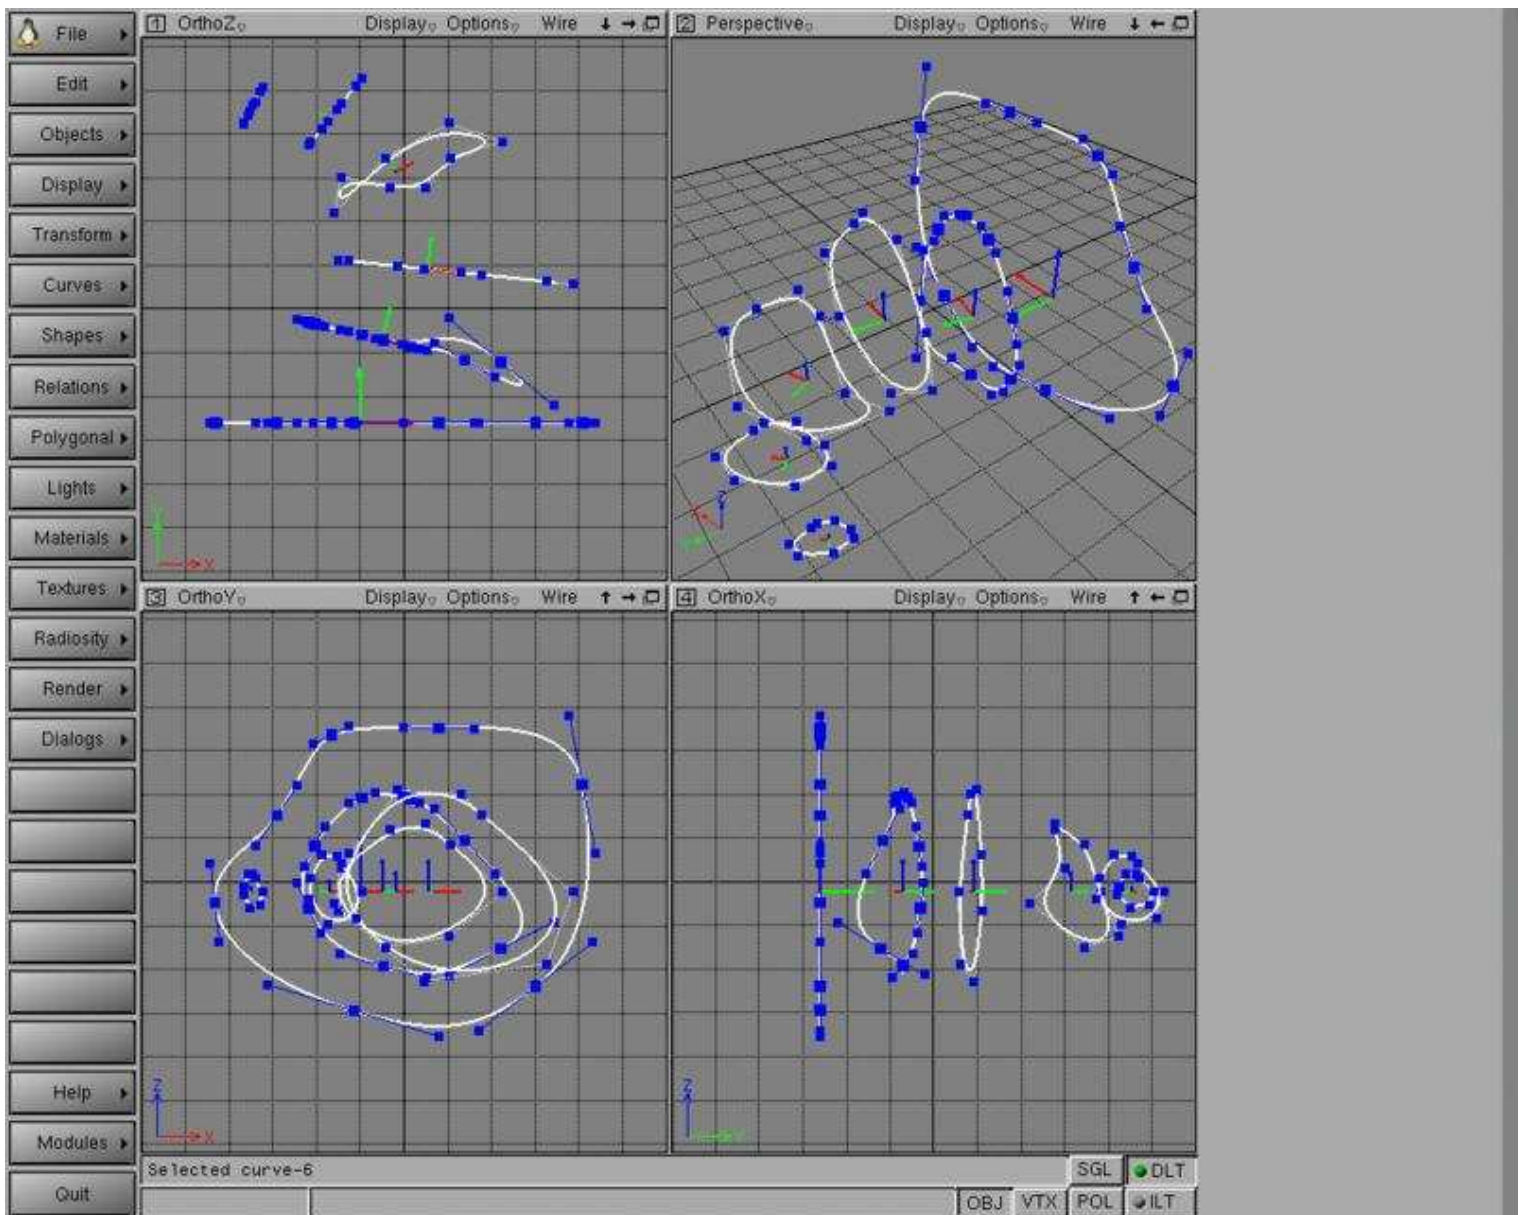 File
Edit
Objects
Display
Transform
Curves
Shapes
Relations
Polygonal
Lights
Materials
Textures
Radiosity
Render
Dialogs
Help
Modules
Quit
1 OrthoZ Display Options Wire
2 Perspective Display Options Wire
Y
X
Z
3 OrthoY Display Options Wire
4 OrthoX Display Options Wire
Z
X
Z
Selected curve-6
SGL DLT
OBJ VTX POL ILT